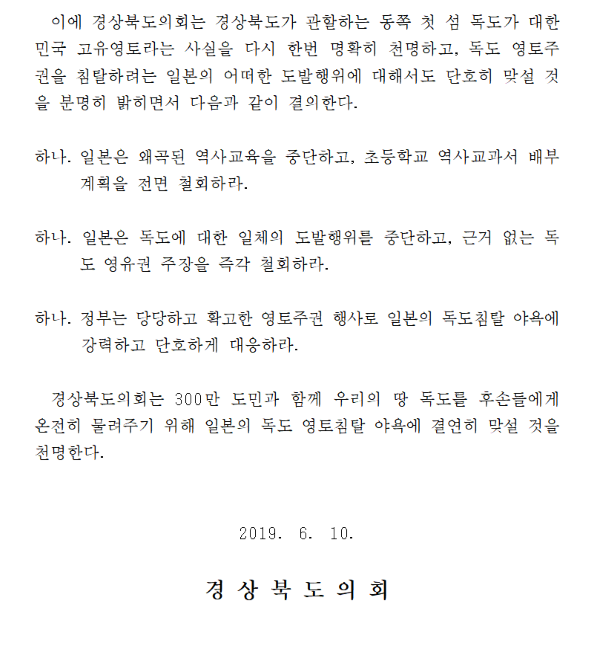 이에 경상북도의회는 경상북도가 관할하는 동쪽 첫 섬 독도가 대한
민국 고유영토라는 사실을 다시 한번 명확히 천명하고, 독도 영토주
권을 침탈하려는 일본의 어떠한 도발행위에 대해서도 단호히 맞설 것
을 분명히 밝히면서 다음과 같이 결의한다.
하나. 일본은 왜곡된 역사교육을 중단하고, 초등학교 역사교과서 배부
계획을 전면 철회하라.
하나. 일본은 독도에 대한 일체의 도발행위를 중단하고, 근거 없는 독
도 영유권 주장을 즉각 철회하라.
하나. 정부는 당당하고 확고한 영토주권 행사로 일본의 독도침탈 야욕에
강력하고 단호하게 대응하라.
경상북도의회는 300만 도민과 함께 우리의 땅 독도를 후손들에게
온전히 물려주기 위해 일본의 독도 영토침탈 야욕에 결연히 맞설 것을
천명한다.
2019. 6. 10.
경 상 북 도 의 회